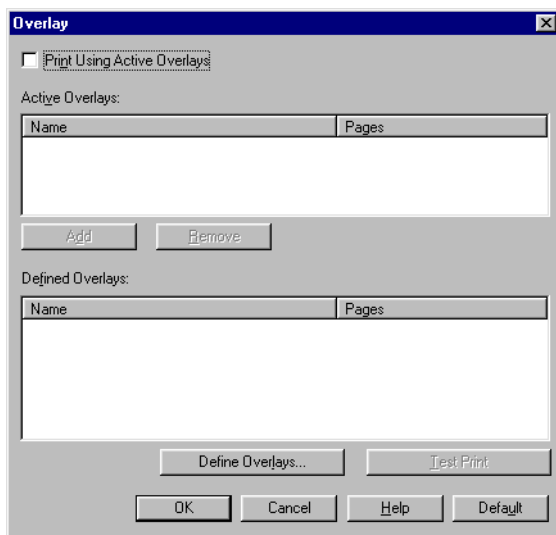 Overlay
Print Using Active Overlays
Active Overlays:
Name Pages
Add Remove
Defined Overlays:
Name Pages
Define Overlays... Test Print
OK Cancel Help Default